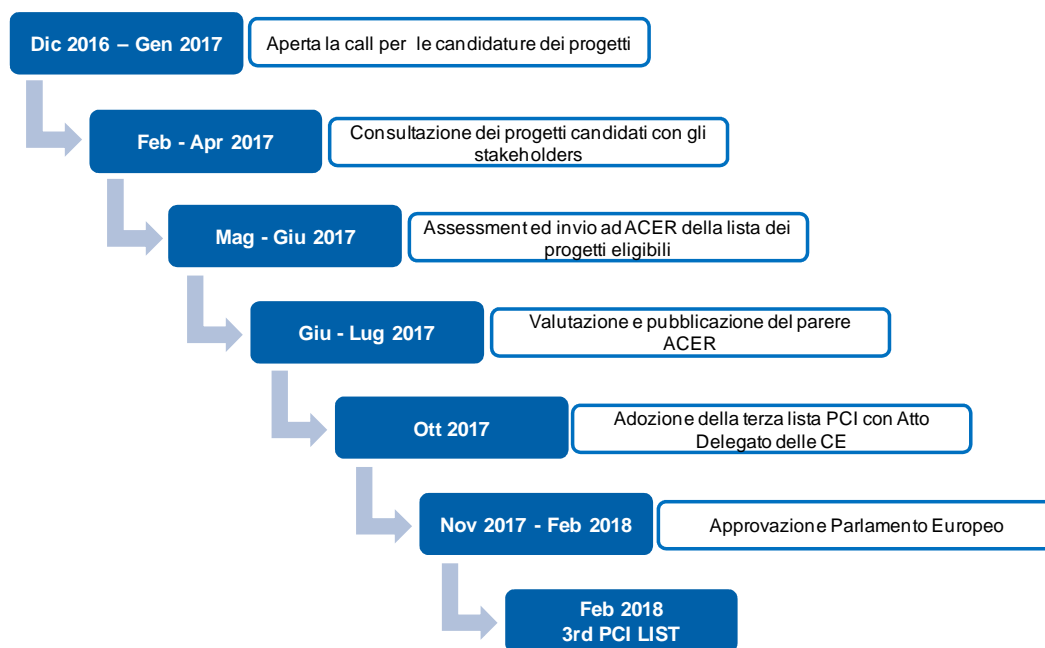 Dic 2016 – Gen 2017
Aperta la call per le candidature dei progetti
Feb - Apr 2017
Consultazione dei progetti candidati con gli
stakeholders
Mag - Giu 2017
Assessment ed invio ad ACER della lista dei
progetti eligibili
Giu - Lug 2017
Valutazione e pubblicazione del parere
ACER
Ott 2017
Adozione della terza lista PCI con Atto
Delegato delle CE
Nov 2017 - Feb 2018
Approvazione Parlamento Europeo
Feb 2018
3rd PCI LIST